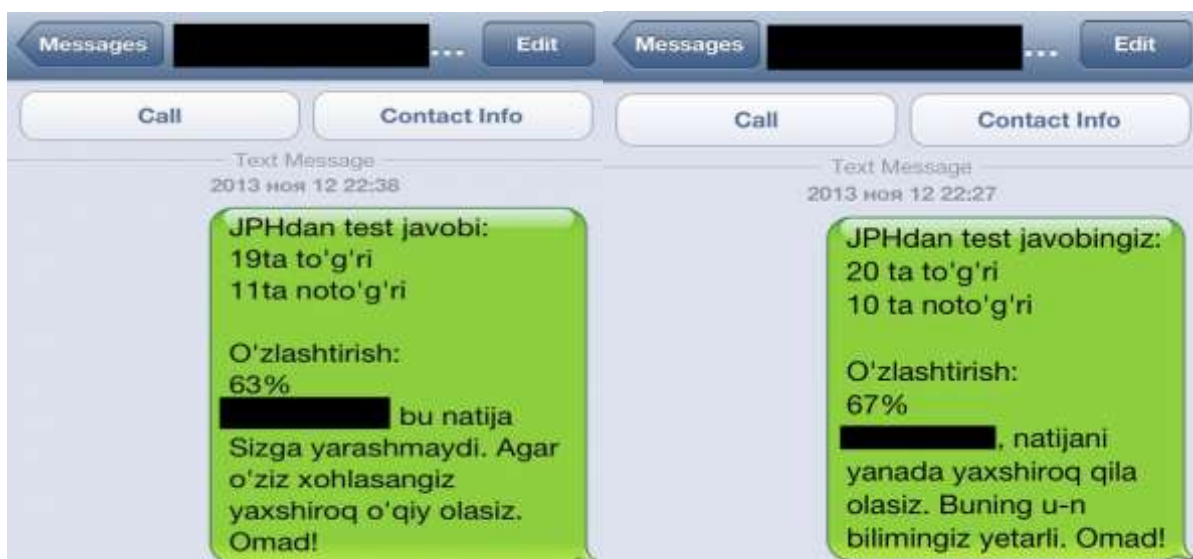 Messages
...
Edit
Call
Contact Info
Text Message
2013 ноя 12 22:38
JPHdan test javobi:
19ta to'g'ri
11ta noto'g'ri
O'zlashtirish:
63%
bu natija
Sizga yarashmaydi. Agar
o'ziz xohlasangiz
yaxshiroq o'qiy olasiz.
Omad!
Messages
...
Edit
Call
Contact Info
Text Message
2013 ноя 12 22:27
JPHdan test javobingiz:
20 ta to'g'ri
10 ta noto'g'ri
O'zlashtirish:
67%
, natijani
yanada yaxshiroq qila
olasiz. Buning u-n
bilimingiz yetarli. Omad!